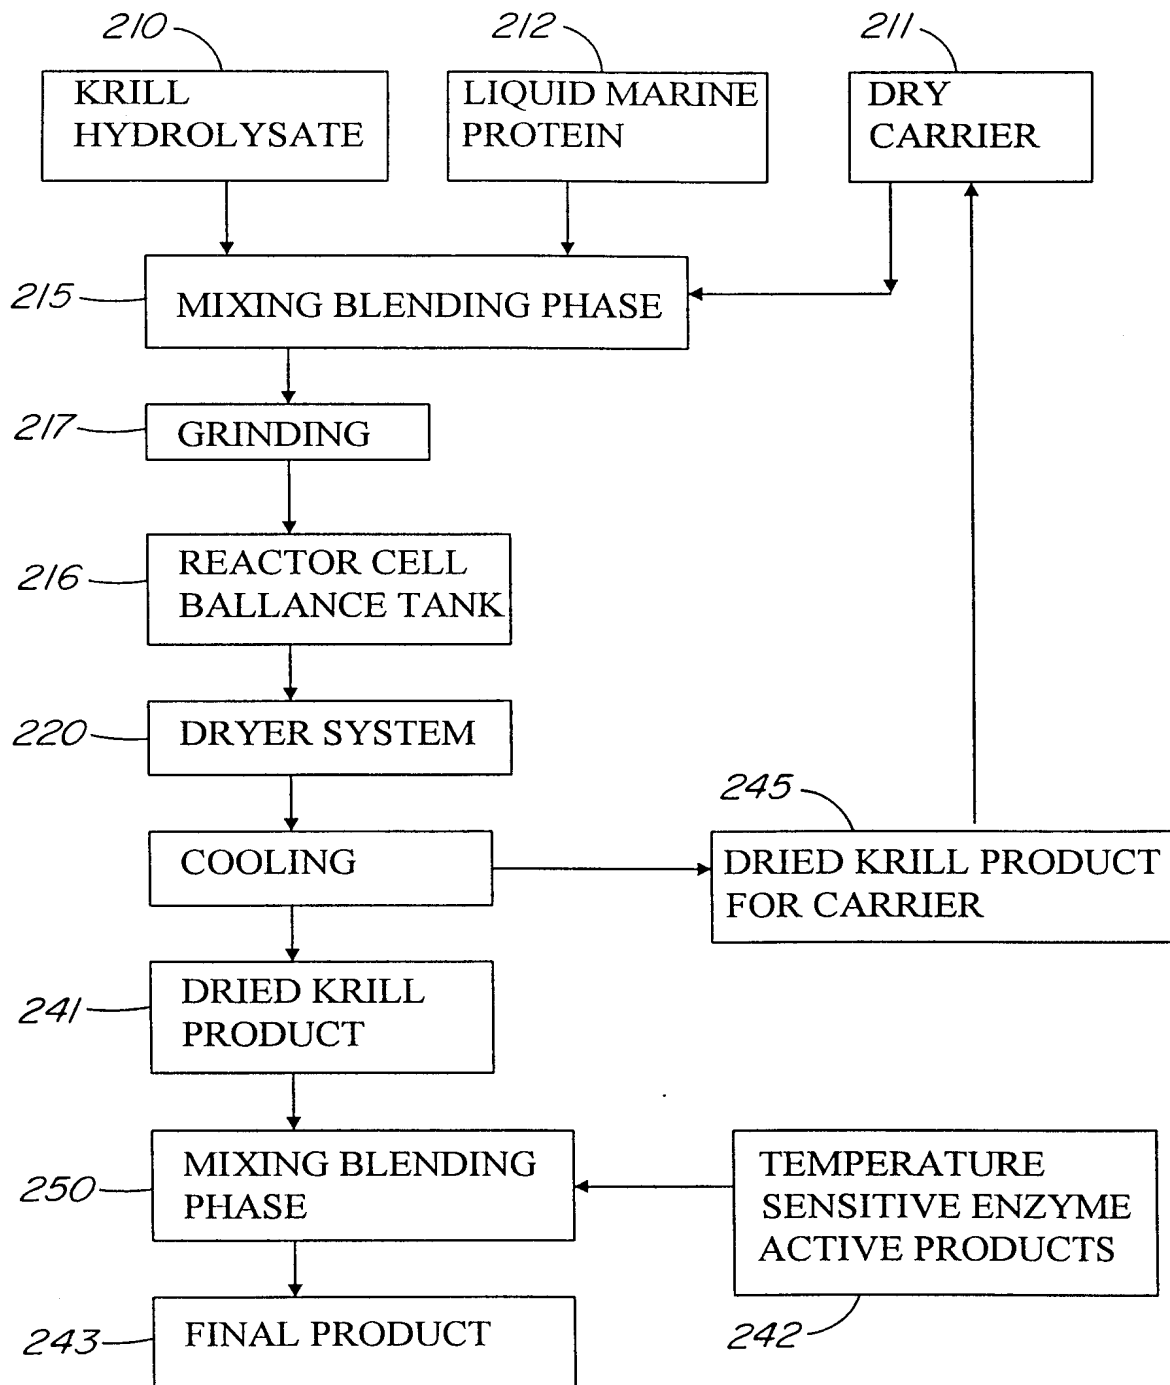 210
212
211
KRILL
HYDROLYSATE
LIQUID MARINE
PROTEIN
DRY
CARRIER
215
MIXING BLENDING PHASE
217
GRINDING
216
REACTOR CELL
BALLANCE TANK
220
DRYER SYSTEM
245
COOLING
DRIED KRILL PRODUCT
FOR CARRIER
241
DRIED KRILL
PRODUCT
250
MIXING BLENDING
PHASE
TEMPERATURE
SENSITIVE ENZYME
ACTIVE PRODUCTS
243
FINAL PRODUCT
242